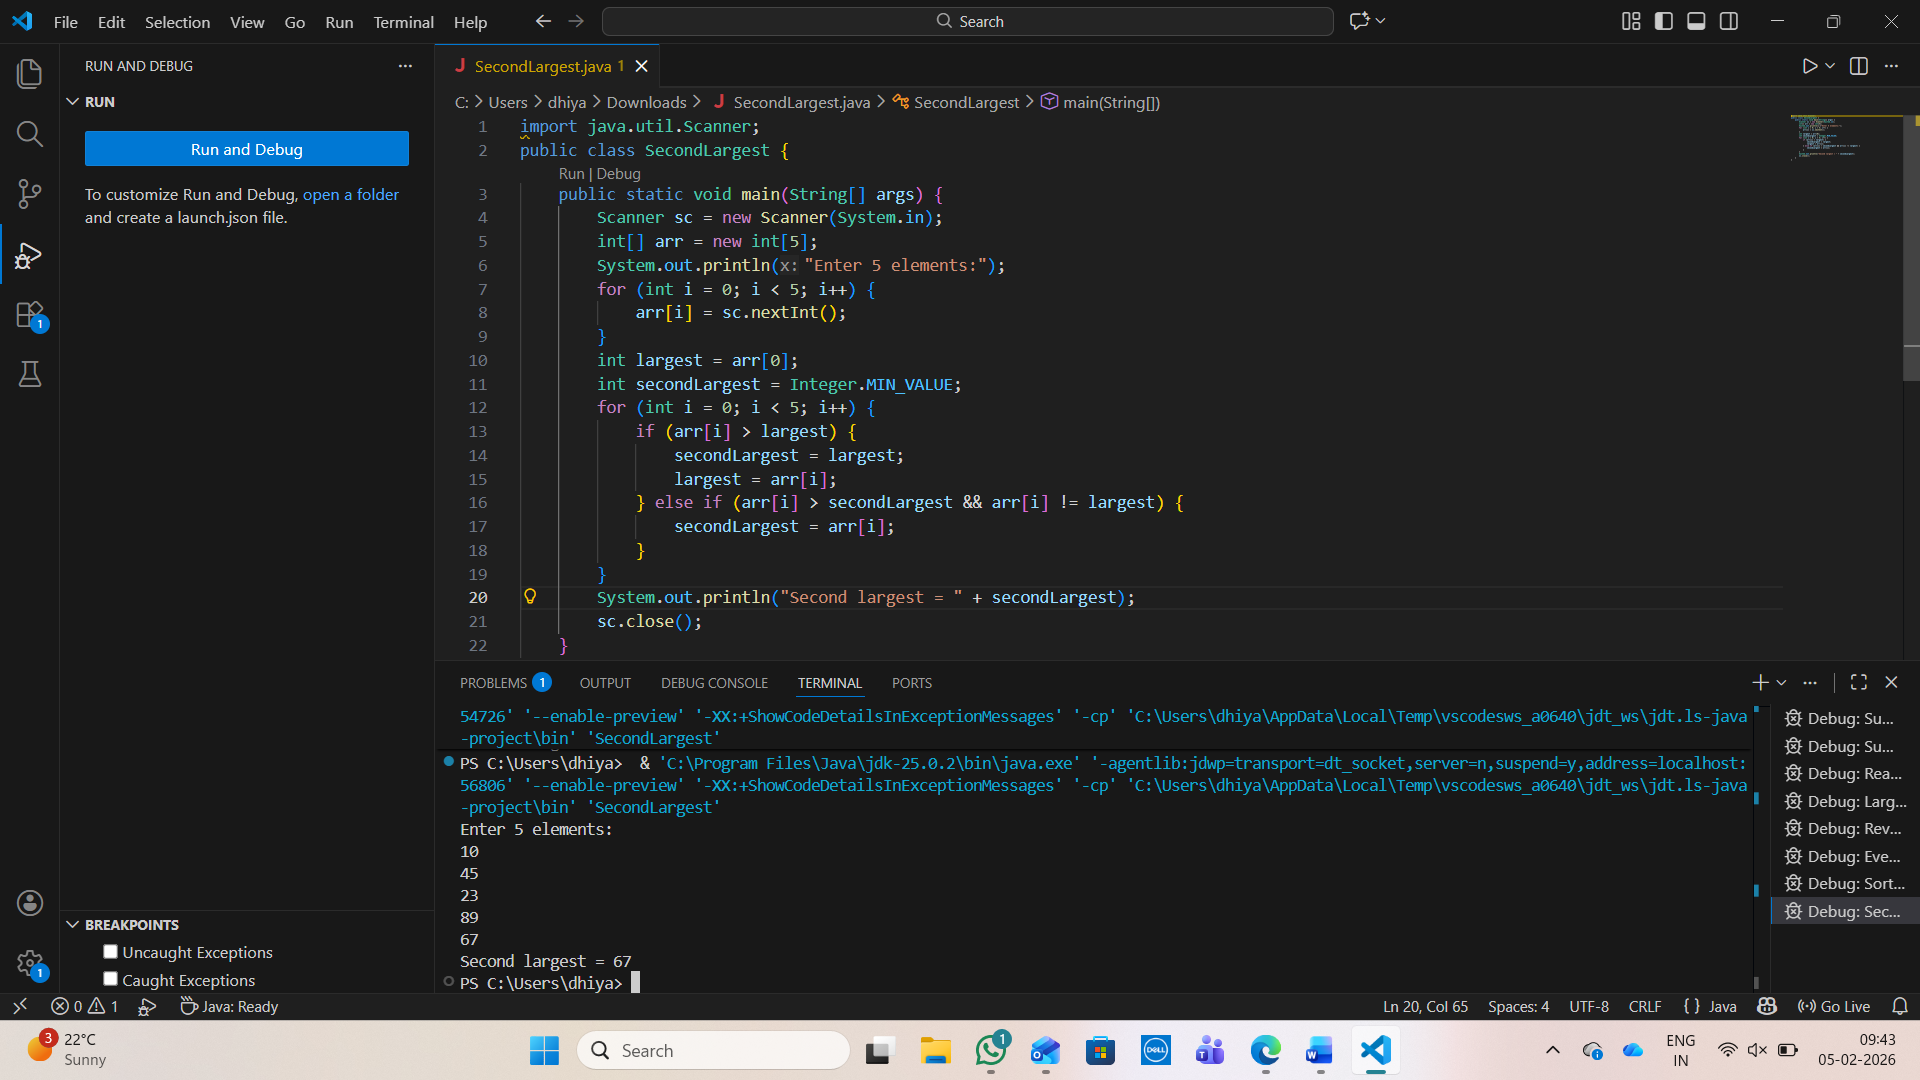 File Edit Selection View Go Run Terminal Help
Search
RUN AND DEBUG
RUN
Run and Debug
To customize Run and Debug, open a folder
and create a launch.json file.
BREAKPOINTS
Uncaught Exceptions
Caught Exceptions
SecondLargest.java 1
C: > Users > dhiya > Downloads > J SecondLargest.java > SecondLargest > main(String[])
1 import java.util.Scanner;
2 public class SecondLargest {
Run | Debug
3 public static void main(String[] args) {
4 Scanner sc = new Scanner(System.in);
5 int[] arr = new int[5];
6 System.out.println(x: "Enter 5 elements:");
7 for (int i = 0; i < 5; i++) {
8 arr[i] = sc.nextInt();
9 }
10 int largest = arr[0];
11 int secondLargest = Integer.MIN_VALUE;
12 for (int i = 0; i < 5; i++) {
13 if (arr[i] > largest) {
14 secondLargest = largest;
15 largest = arr[i];
16 } else if (arr[i] > secondLargest && arr[i] != largest) {
17 secondLargest = arr[i];
18 }
19 }
20 System.out.println("Second largest = " + secondLargest);
21 sc.close();
22 }
PROBLEMS 1 OUTPUT DEBUG CONSOLE TERMINAL PORTS
54726' '--enable-preview' '-XX:+ShowCodeDetailsInExceptionMessages' '-cp' 'C:\Users\dhiya\AppData\Local\Temp\vscodesws_a0640\jdt_ws\jdt.ls-java
-project\bin' 'SecondLargest'
PS C:\Users\dhiya> & 'C:\Program Files\Java\jdk-25.0.2\bin\java.exe' '-agentlib:jdwp=transport=dt_socket,server=n,suspend=y,address=localhost:
56806' '--enable-preview' '-XX:+ShowCodeDetailsInExceptionMessages' '-cp' 'C:\Users\dhiya\AppData\Local\Temp\vscodesws_a0640\jdt_ws\jdt.ls-java
-project\bin' 'SecondLargest'
Enter 5 elements:
10
45
23
89
67
Second largest = 67
PS C:\Users\dhiya>
Debug: Su...
Debug: Su...
Debug: Rea...
Debug: Larg...
Debug: Rev...
Debug: Eve...
Debug: Sort...
Debug: Sec...
0 1 Java: Ready
Ln 20, Col 65 Spaces: 4 UTF-8 CRLF {} Java Go Live
3 22°C
Sunny
Search
1
DELL
ENG
IN
09:43
05-02-2026